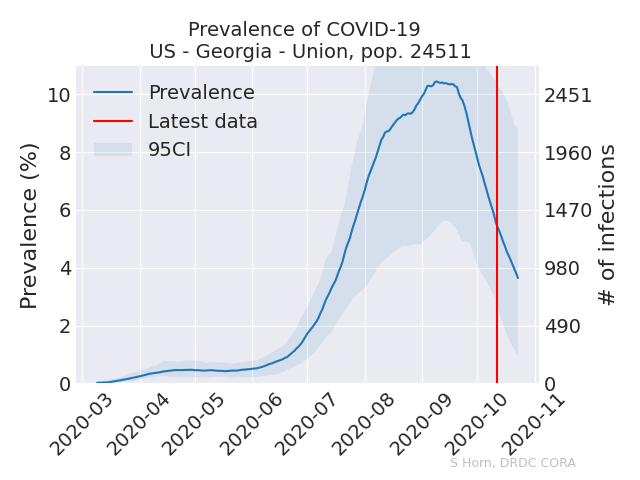 Prevalence of COVID-19
US - Georgia - Union, pop. 24511
Prevalence
Latest data
95CI
Prevalence (%)
10
8
6
4
2
0
2451
1960
1470
980
490
0
# of infections
2020-03
2020-04
2020-05
2020-06
2020-07
2020-08
2020-09
2020-10
2020-11
S Horn, DRDC CORA